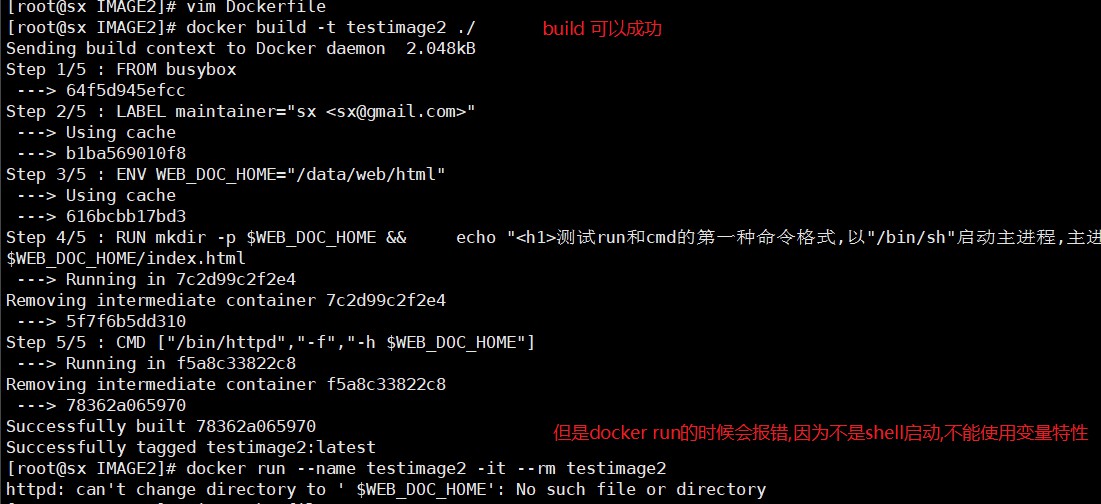 [root@sx IMAGE2]# vim Dockerfile
[root@sx IMAGE2]# docker build -t testimage2 ./ build 可以成功
Sending build context to Docker daemon  2.048kB
Step 1/5 : FROM busybox
 ---> 64f5d945efcc
Step 2/5 : LABEL maintainer="sx <sx@gmail.com>"
 ---> Using cache
 ---> b1ba569010f8
Step 3/5 : ENV WEB_DOC_HOME="/data/web/html"
 ---> Using cache
 ---> 616bcbb17bd3
Step 4/5 : RUN mkdir -p $WEB_DOC_HOME &&     echo "<h1>测试run和cmd的第一种命令格式,以"/bin/sh"启动主进程,主进
$WEB_DOC_HOME/index.html
 ---> Running in 7c2d99c2f2e4
Removing intermediate container 7c2d99c2f2e4
 ---> 5f7f6b5dd310
Step 5/5 : CMD ["/bin/httpd","-f","-h $WEB_DOC_HOME"]
 ---> Running in f5a8c33822c8
Removing intermediate container f5a8c33822c8
 ---> 78362a065970
Successfully built 78362a065970
Successfully tagged testimage2:latest 但是docker run的时候会报错,因为不是shell启动,不能使用变量特性
[root@sx IMAGE2]# docker run --name testimage2 -it --rm testimage2
httpd: can't change directory to ' $WEB_DOC_HOME': No such file or directory